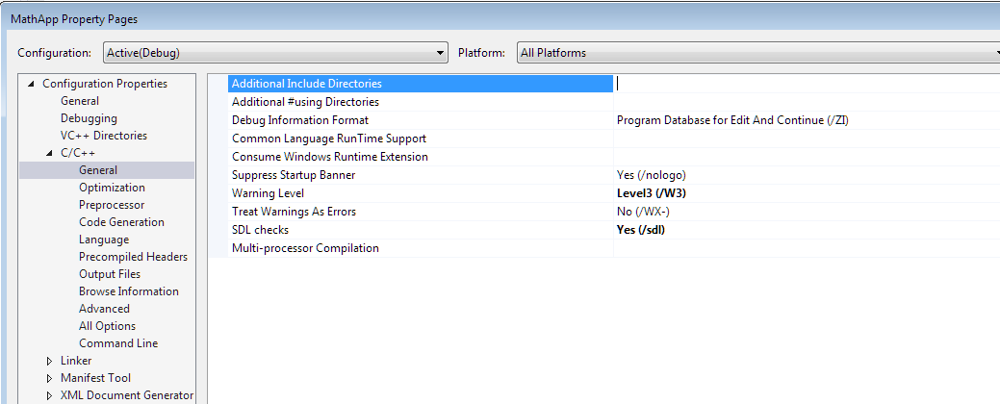 MathApp Property Pages
Configuration: Active(Debug) Platform: All Platforms
Configuration Properties
General
Debugging
VC++ Directories
C/C++
General
Optimization
Preprocessor
Code Generation
Language
Precompiled Headers
Output Files
Browse Information
Advanced
All Options
Command Line
Linker
Manifest Tool
XML Document Generator
Additional Include Directories
Additional #using Directories
Debug Information Format Program Database for Edit And Continue (/ZI)
Common Language RunTime Support
Consume Windows Runtime Extension
Suppress Startup Banner Yes (/nologo)
Warning Level Level3 (/W3)
Treat Warnings As Errors No (/WX-)
SDL checks Yes (/sdl)
Multi-processor Compilation